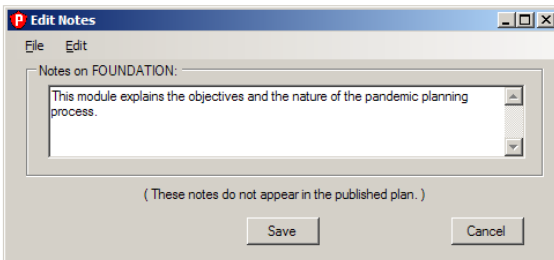 Edit Notes
File Edit
Notes on FOUNDATION:
This module explains the objectives and the nature of the pandemic planning
process.
( These notes do not appear in the published plan. )
Save Cancel